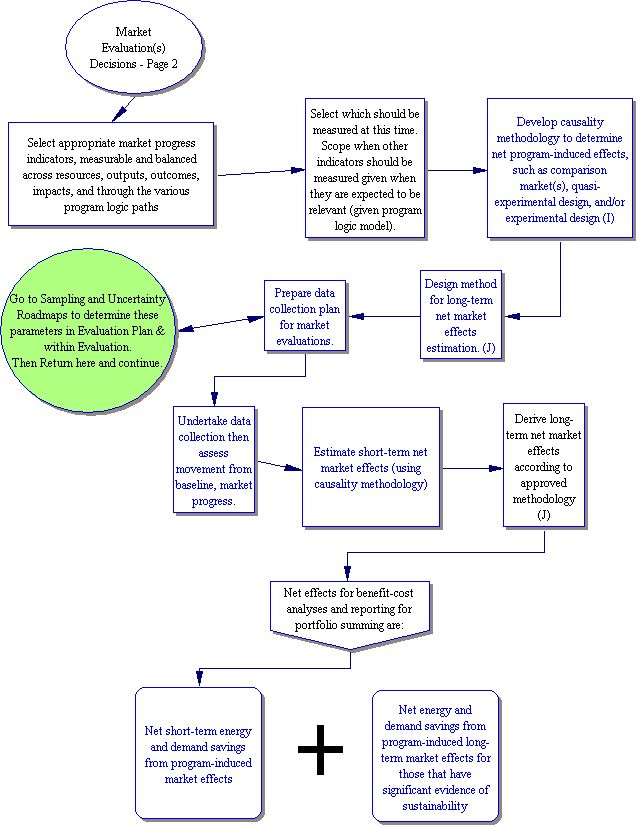 Market
Evaluation(s)
Decisions - Page 2
Select appropriate market progress
indicators, measurable and balanced
across resources, outputs, outcomes,
impacts, and through the various
program logic paths
Select which should be
measured at this time.
Scope when other
indicators should be
measured given when
they are expected to be
relevant (given program
logic model).
Develop causality
methodology to determine
net program-induced effects,
such as comparison
market(s), quasi-
experimental design, and/or
experimental design (I)
Go to Sampling and Uncertainty
Roadmaps to determine these
parameters in Evaluation Plan &
within Evaluation.
Then Return here and continue.
Prepare data
collection plan
for market
evaluations.
Design method
for long-term
net market
effects
estimation. (J)
Undertake data
collection then
assess
movement from
baseline, market
progress.
Estimate short-term net
market effects (using
causality methodology)
Derive long-
term net market
effects
according to
approved
methodology
(J)
Net effects for benefit-cost
analyses and reporting for
portfolio summing are:
Net short-term energy
and demand savings
from program-induced
market effects
+
Net energy and
demand savings from
program-induced long-
term market effects for
those that have
significant evidence of
sustainability